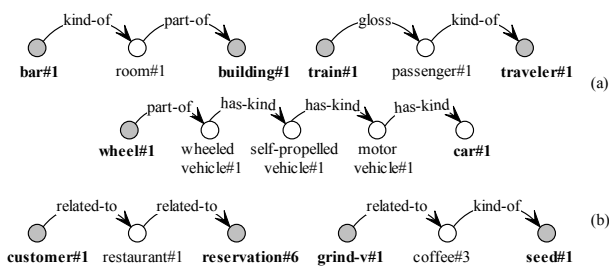 kind-of part-of gloss kind-of
bar#1 room#1 building#1 train#1 passenger#1 traveler#1
(a)
part-of has-kind has-kind has-kind
wheel#1 wheeled self-propelled motor car#1
vehicle#1 vehicle#1 vehicle#1
related-to related-to related-to kind-of
(b)
customer#1 restaurant#1 reservation#6 grind-v#1 coffee#3 seed#1